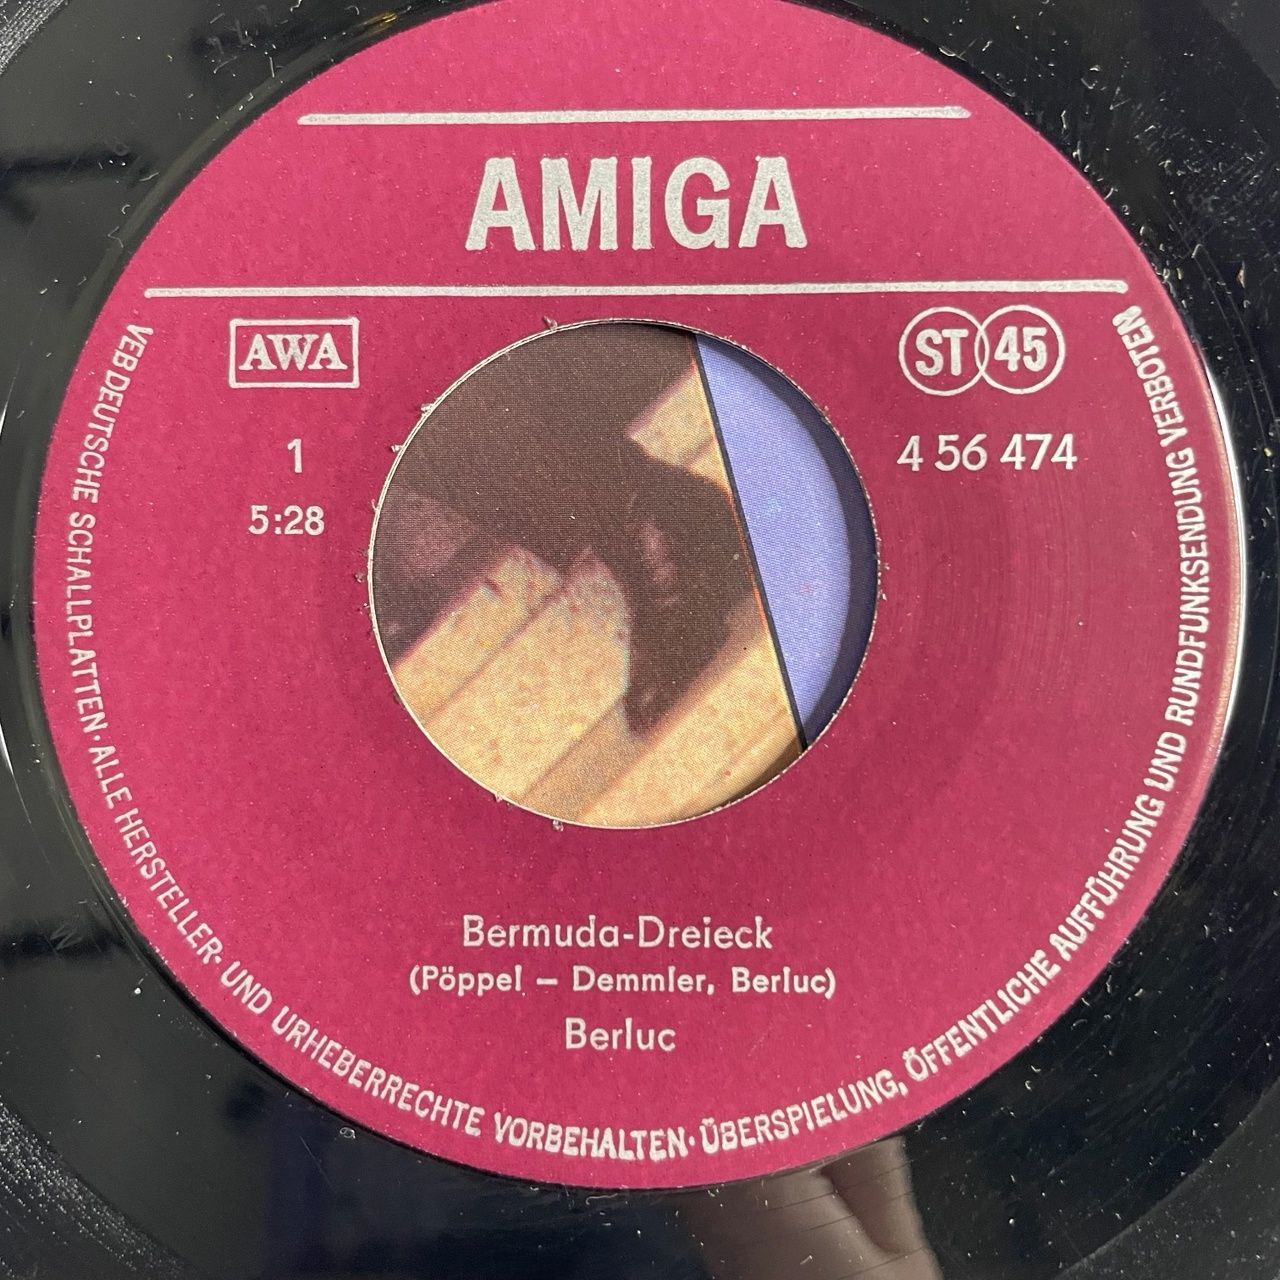 AMIGA
AWA
ST 45
1
4 56 474
5:28
Bermuda-Dreieck
(Pöppel – Demmler, Berluc)
Berluc
VEB DEUTSCHE SCHALLPLATTEN · ALLE HERSTELLER- UND URHEBERRECHTE VORBEHALTEN · ÜBERSPIELUNG, ÖFFENTLICHE AUFFÜHRUNG UND RUNDFUNKSENDUNG VERBOTEN